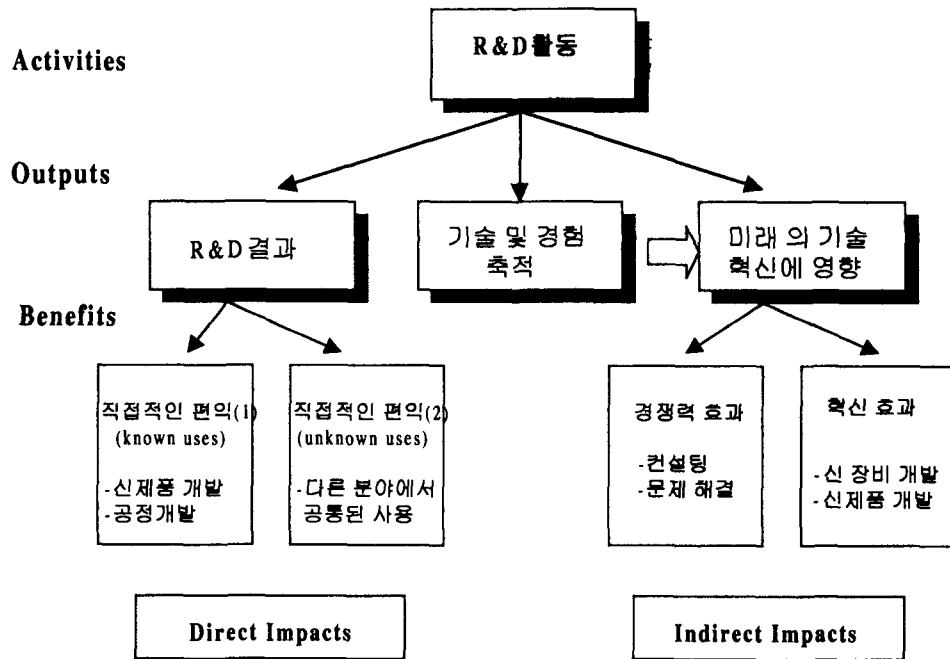 Activities
R&D활동
Outputs
R&D결과
기술 및 경험
축적
미래 의 기술
혁신에 영향
Benefits
직접적인 편익(1)
(known uses)
-신제품 개발
-공정개발
직접적인 편익(2)
(unknown uses)
-다른 분야에서
공통된 사용
경쟁력 효과
-컨설팅
-문제 해결
혁신 효과
-신 장비 개발
-신제품 개발
Direct Impacts
Indirect Impacts